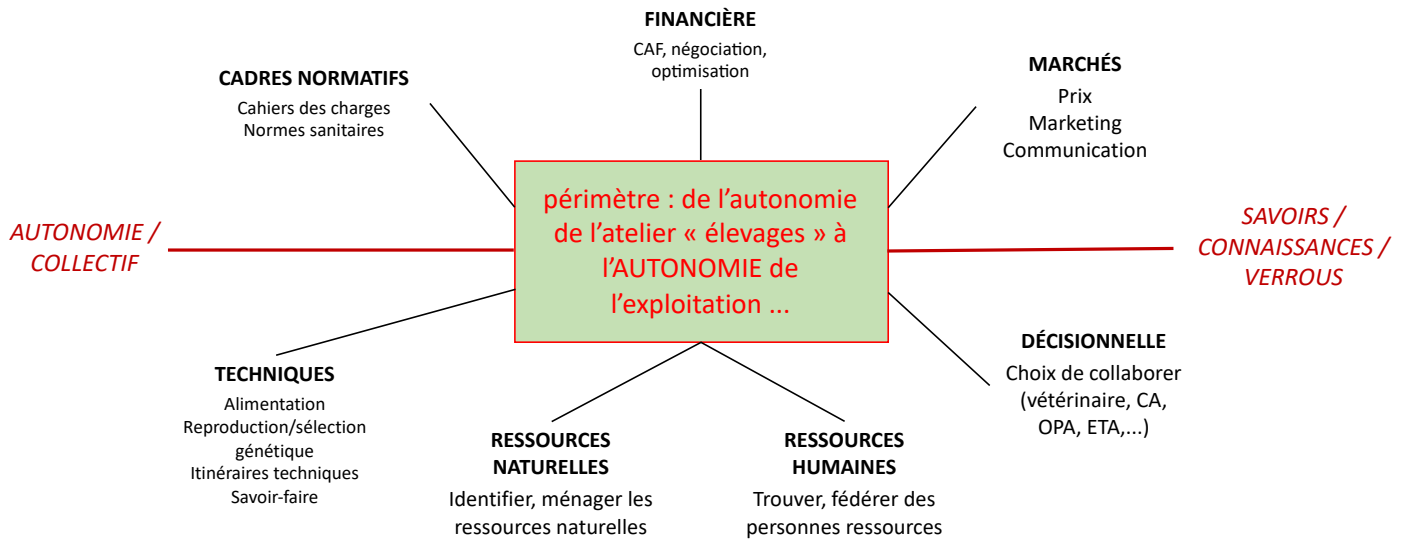 FINANCIÈRE
CAF, négociation,
optimisation
CADRES NORMATIFS
Cahiers des charges
Normes sanitaires
MARCHÉS
Prix
Marketing
Communication
périmètre : de l’autonomie
de l’atelier « élevages » à
l’AUTONOMIE de
l’exploitation ...
AUTONOMIE /
COLLECTIF
SAVOIRS /
CONNAISSANCES /
VERROUS
TECHNIQUES
Alimentation
Reproduction/sélection
génétique
Itinéraires techniques
Savoir-faire
RESSOURCES
NATURELLES
Identifier, ménager les
ressources naturelles
RESSOURCES
HUMAINES
Trouver, fédérer des
personnes ressources
DÉCISIONNELLE
Choix de collaborer
(vétérinaire, CA,
OPA, ETA,...)